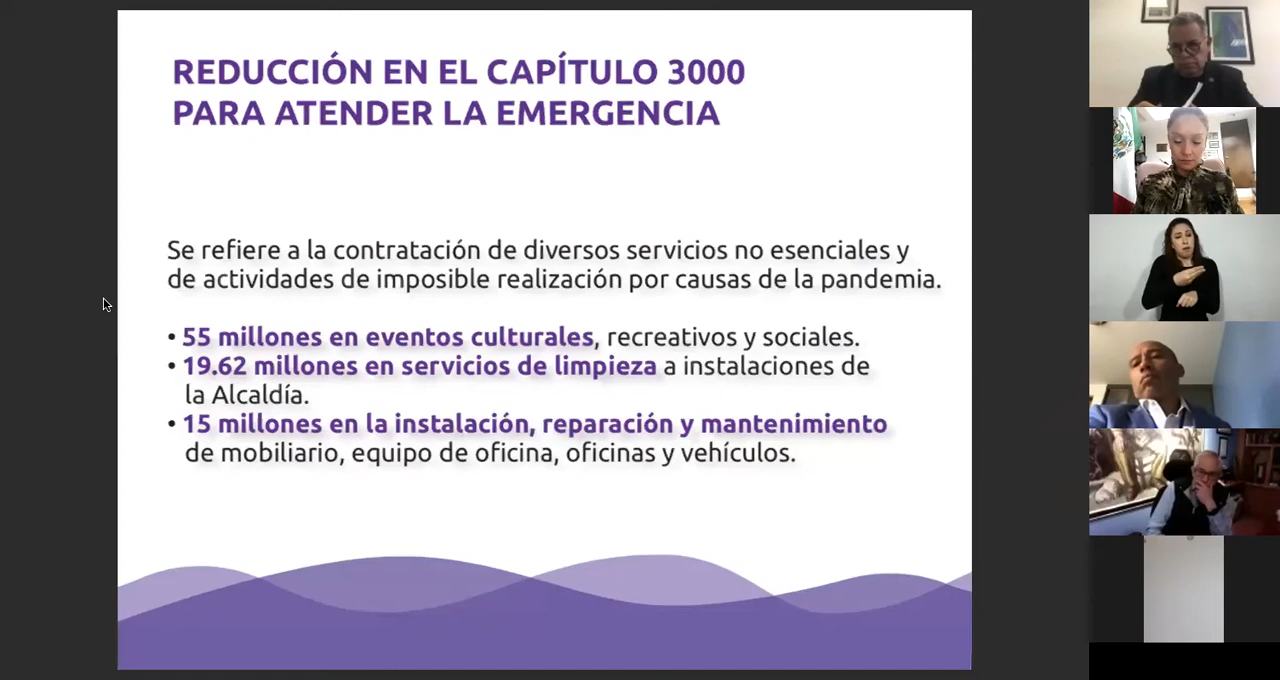 REDUCCIÓN EN EL CAPÍTULO 3000
PARA ATENDER LA EMERGENCIA
Se refiere a la contratación de diversos servicios no esenciales y
de actividades de imposible realización por causas de la pandemia.
• 55 millones en eventos culturales, recreativos y sociales.
• 19.62 millones en servicios de limpieza a instalaciones de
la Alcaldía.
• 15 millones en la instalación, reparación y mantenimiento
de mobiliario, equipo de oficina, oficinas y vehículos.